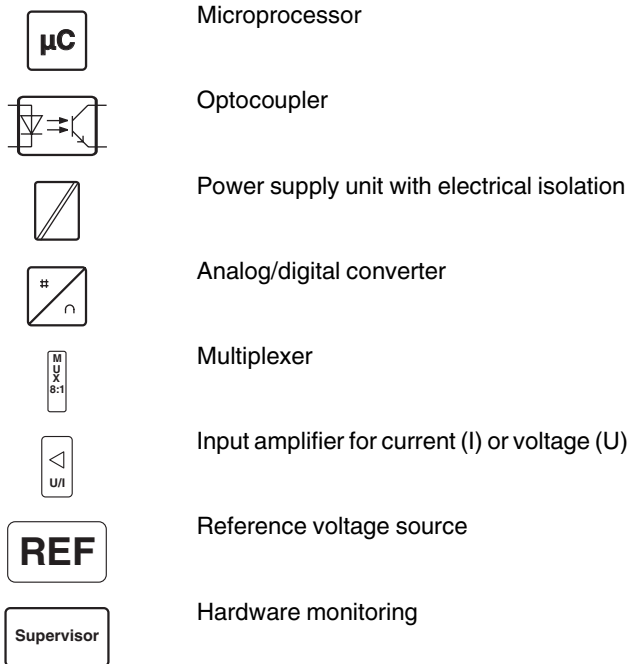 µC
Microprocessor
Optocoupler
Power supply unit with electrical isolation
#
∩
Analog/digital converter
M
U
X
8:1
Multiplexer
U/I
Input amplifier for current (I) or voltage (U)
REF
Reference voltage source
Supervisor
Hardware monitoring